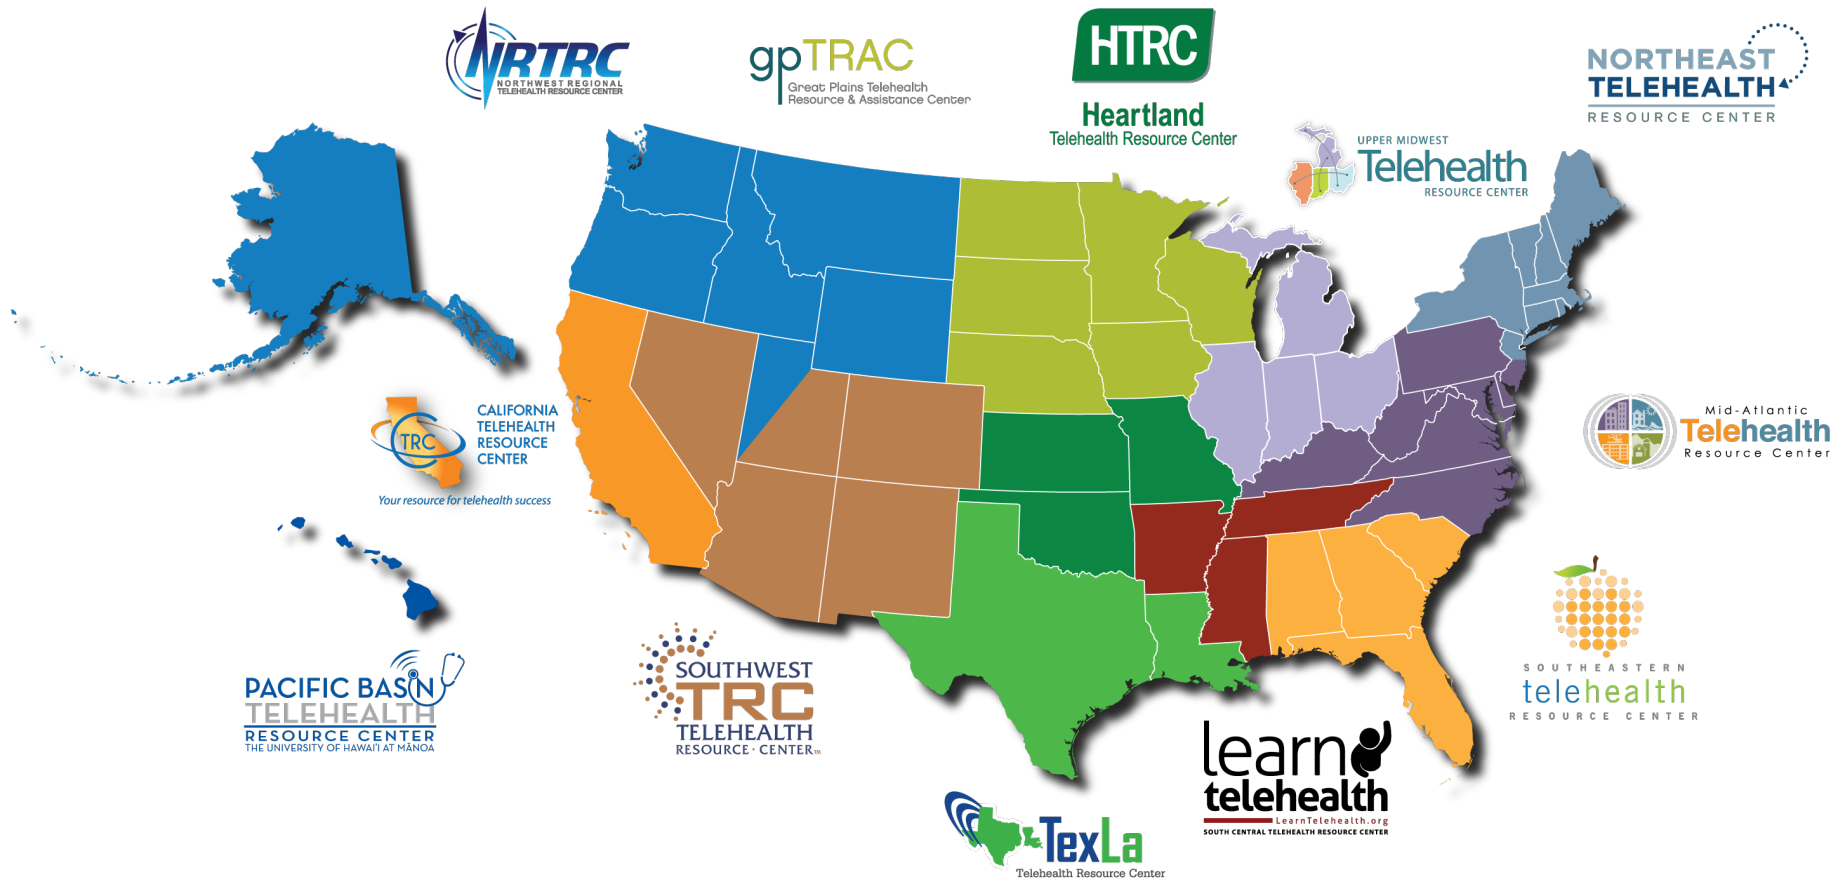 NRTRC
NORTHWEST REGIONAL
TELEHEALTH RESOURCE CENTER
gpTRAC
Great Plains Telehealth
Resource & Assistance Center
HTRC
Heartland
Telehealth Resource Center
UPPER MIDWEST
Telehealth
RESOURCE CENTER
NORTHEAST
TELEHEALTH
RESOURCE CENTER
CTRC
CALIFORNIA
TELEHEALTH
RESOURCE
CENTER
Your resource for telehealth success
Mid-Atlantic
Telehealth
Resource Center
PACIFIC BASIN
TELEHEALTH
RESOURCE CENTER
THE UNIVERSITY OF HAWAI'I AT MĀNOA
SOUTHWEST
TRC
TELEHEALTH
RESOURCE · CENTER™
SOUTHEASTERN
telehealth
RESOURCE CENTER
learn
telehealth
LearnTelehealth.org
SOUTH CENTRAL TELEHEALTH RESOURCE CENTER
TexLa
Telehealth Resource Center